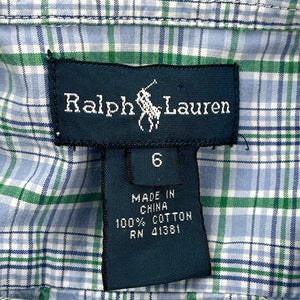 Ralph Lauren
6
MADE IN
CHINA
100% COTTON
RN 41381